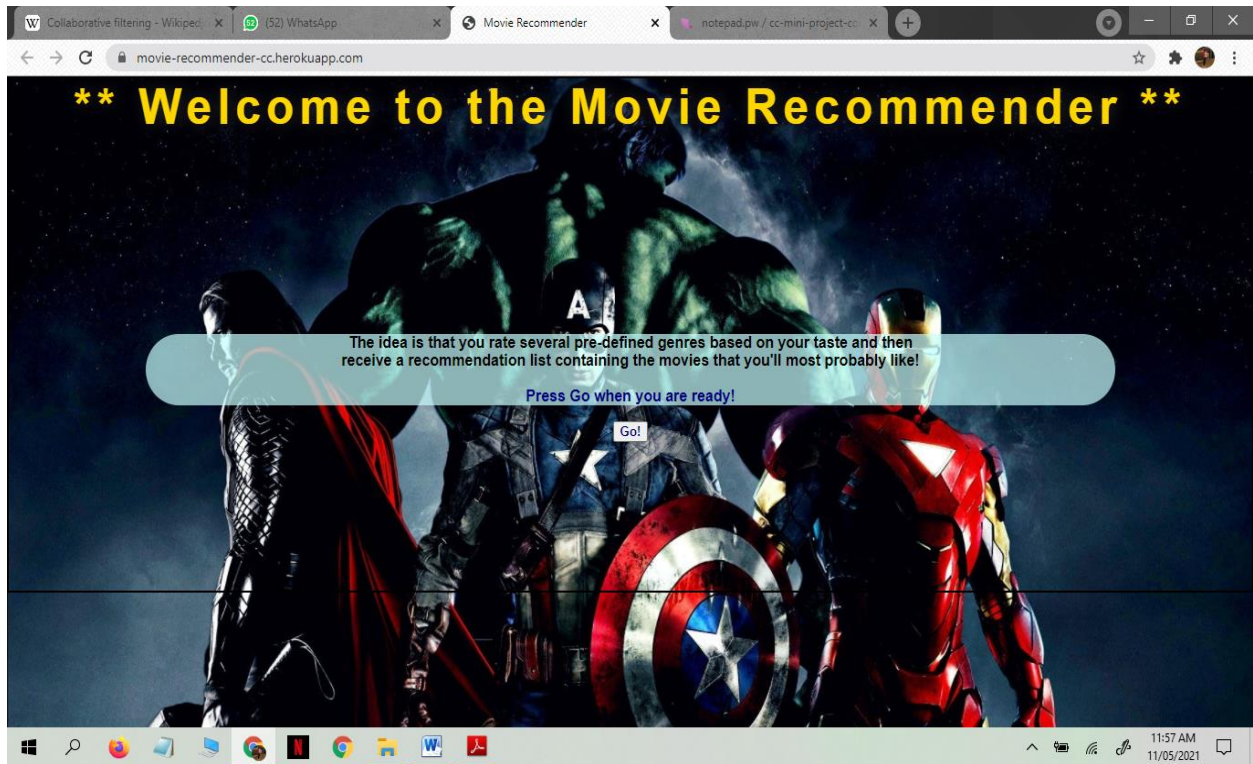 Collaborative filtering - Wikiped
(52) WhatsApp
Movie Recommender
notepad.pw / cc-mini-project-co
movie-recommender-cc.herokuapp.com
** Welcome to the Movie Recommender **
A
The idea is that you rate several pre-defined genres based on your taste and then
receive a recommendation list containing the movies that you'll most probably like!
Press Go when you are ready!
Go!
11:57 AM
11/05/2021